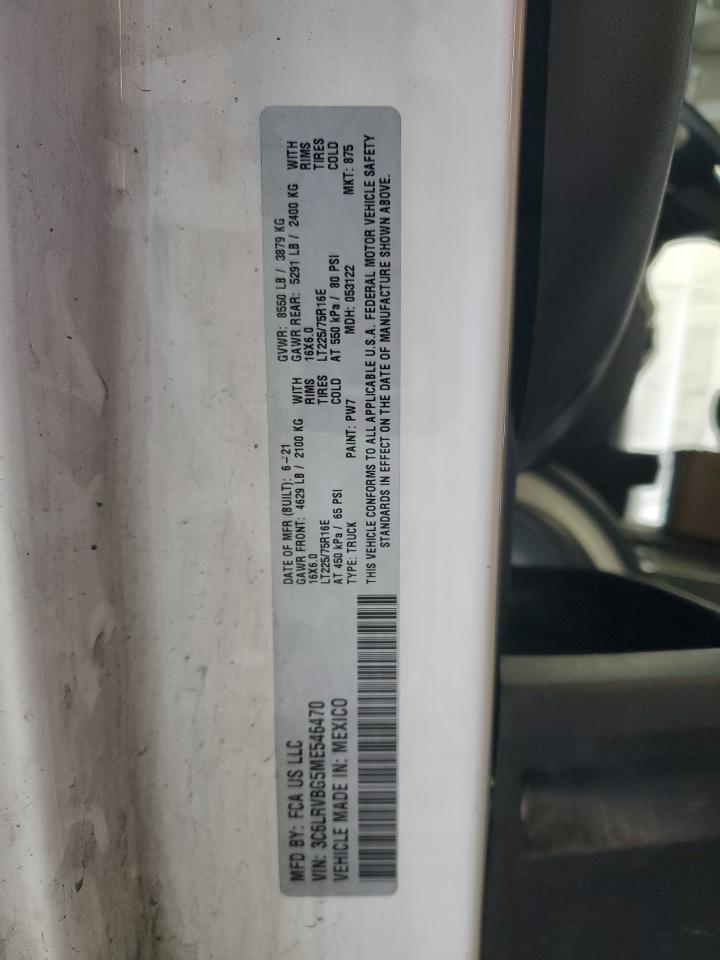 MFD BY: FCA US LLC
VIN: 3C6LRVBG5ME546470
VEHICLE MADE IN: MEXICO
DATE OF MFR (BUILT): 6-21
GVWR: 8550 LB / 3879 KG
GAWR FRONT: 4629 LB / 2100 KG WITH
GAWR REAR: 5291 LB / 2400 KG WITH
16X6.0 RIMS
16X6.0 RIMS
LT225/75R16E TIRES
LT225/75R16E TIRES
AT 450 kPa / 65 PSI COLD
AT 550 kPa / 80 PSI COLD
TYPE: TRUCK PAINT: PW7 MDH: 053122 MKT: 875
THIS VEHICLE CONFORMS TO ALL APPLICABLE U.S.A. FEDERAL MOTOR VEHICLE SAFETY
STANDARDS IN EFFECT ON THE DATE OF MANUFACTURE SHOWN ABOVE.